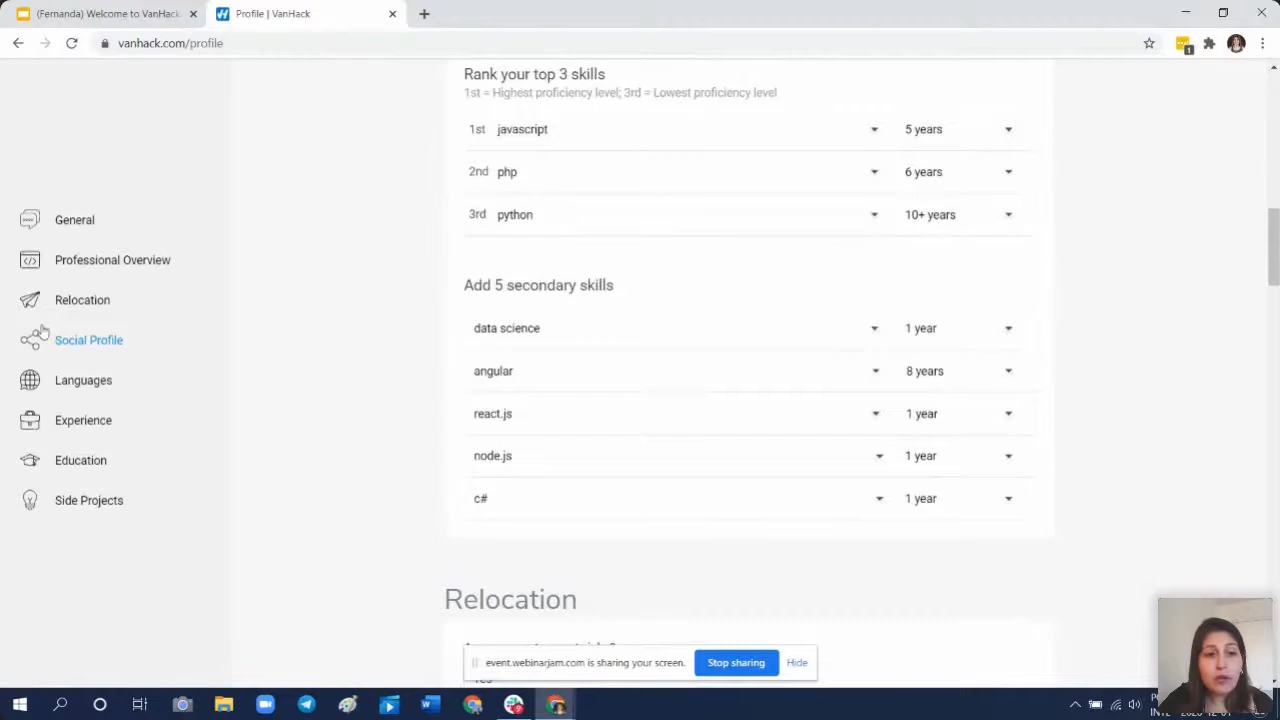 (Fernanda) Welcome to VanHack
Profile | VanHack
vanhack.com/profile
Rank your top 3 skills
1st = Highest proficiency level; 3rd = Lowest proficiency level
1st javascript 5 years
2nd php 6 years
3rd python 10+ years
Add 5 secondary skills
data science 1 year
angular 8 years
react.js 1 year
node.js 1 year
c# 1 year
General
Professional Overview
Relocation
Social Profile
Languages
Experience
Education
Side Projects
Relocation
event.webinarjam.com is sharing your screen.
Stop sharing
Hide